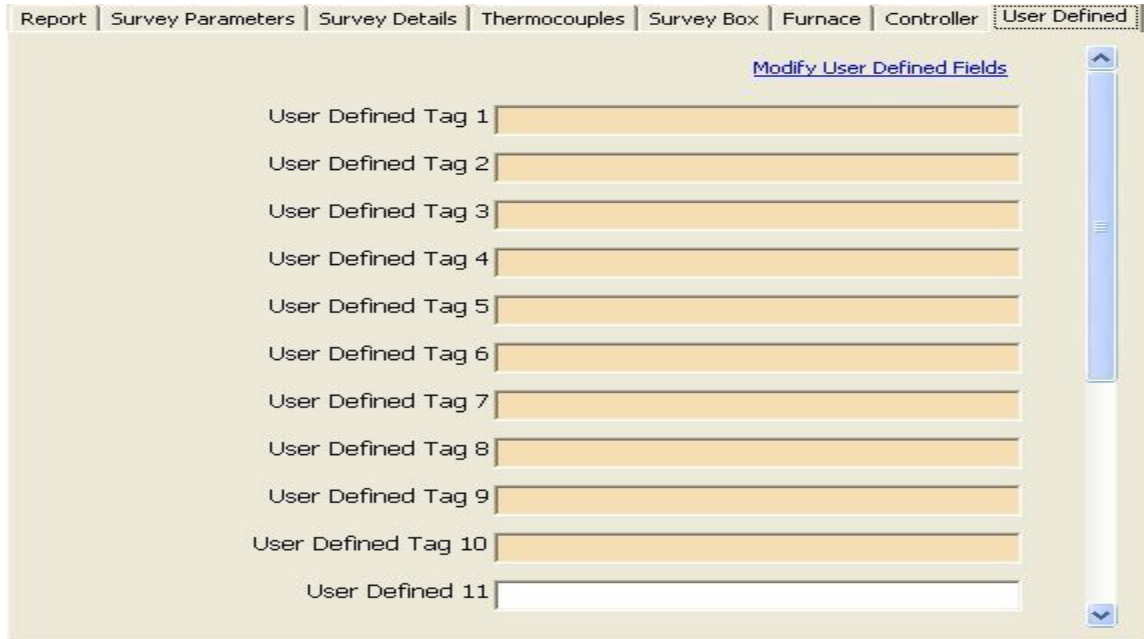 Report Survey Parameters Survey Details Thermocouples Survey Box Furnace Controller User Defined
Modify User Defined Fields
User Defined Tag 1
User Defined Tag 2
User Defined Tag 3
User Defined Tag 4
User Defined Tag 5
User Defined Tag 6
User Defined Tag 7
User Defined Tag 8
User Defined Tag 9
User Defined Tag 10
User Defined 11